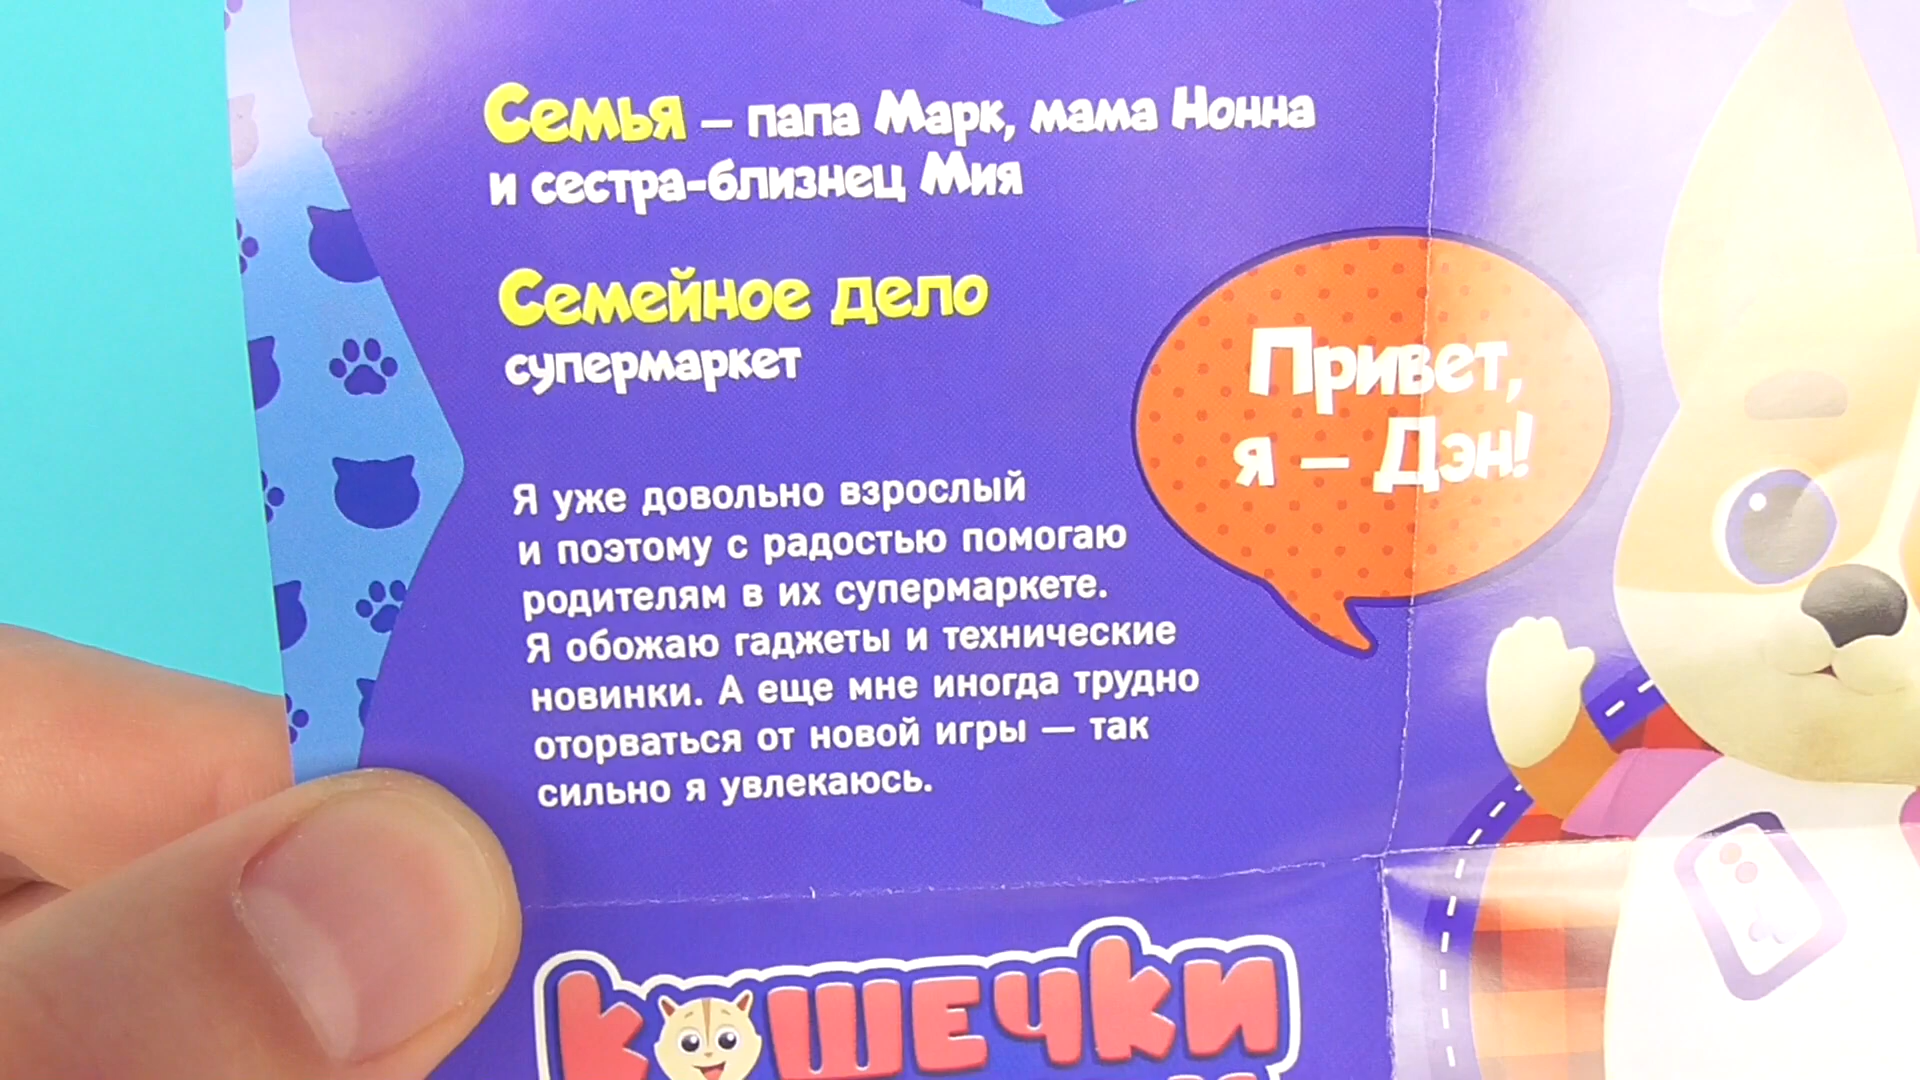 Семья – папа Марк, мама Нонна
и сестра-близнец Мия
Семейное дело
супермаркет
Привет,
я – Дэн!
Я уже довольно взрослый
и поэтому с радостью помогаю
родителям в их супермаркете.
Я обожаю гаджеты и технические
новинки. А еще мне иногда трудно
оторваться от новой игры — так
сильно я увлекаюсь.
Кошечки